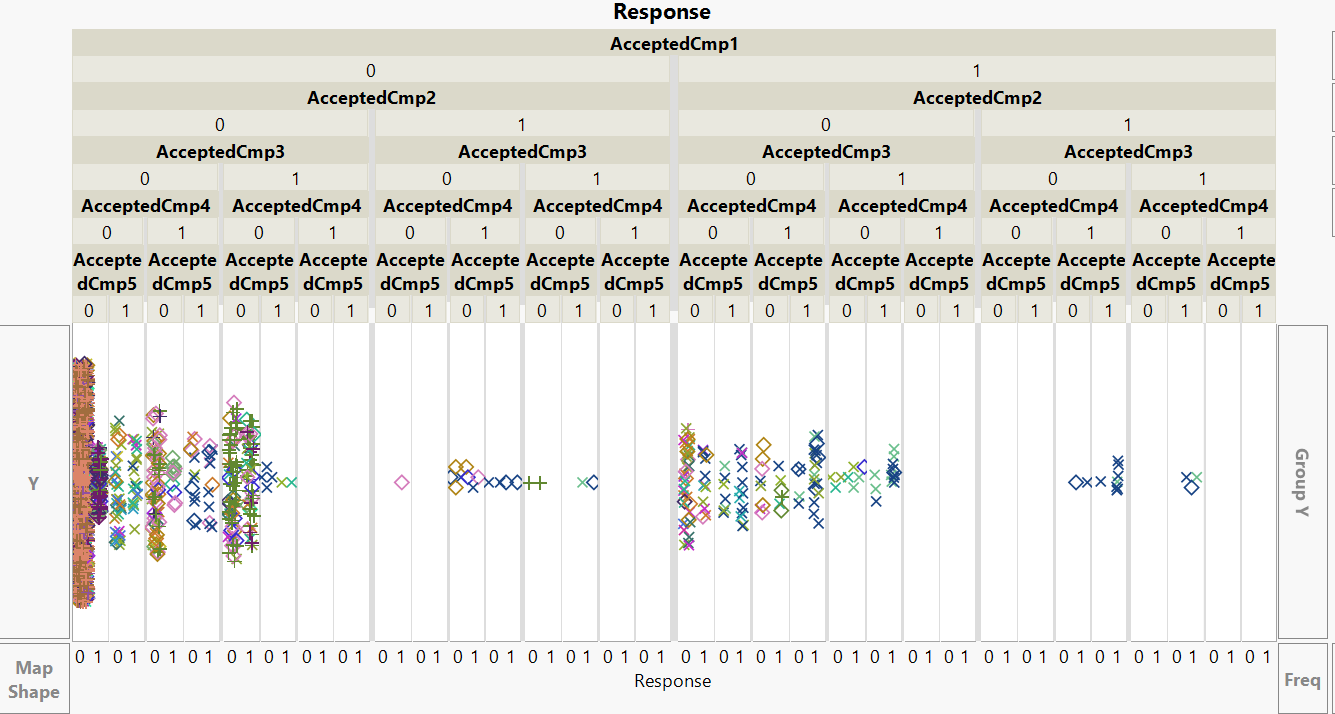 Response
AcceptedCmp1
0 1
AcceptedCmp2 AcceptedCmp2
0 1 0 1
AcceptedCmp3 AcceptedCmp3 AcceptedCmp3 AcceptedCmp3
0 1 0 1 0 1 0 1
AcceptedCmp4 AcceptedCmp4 AcceptedCmp4 AcceptedCmp4 AcceptedCmp4 AcceptedCmp4 AcceptedCmp4 AcceptedCmp4
0 1 0 1 0 1 0 1 0 1 0 1 0 1 0 1
Accepte Accepte Accepte Accepte Accepte Accepte Accepte Accepte Accepte Accepte Accepte Accepte Accepte Accepte Accepte Accepte
dCmp5 dCmp5 dCmp5 dCmp5 dCmp5 dCmp5 dCmp5 dCmp5 dCmp5 dCmp5 dCmp5 dCmp5 dCmp5 dCmp5 dCmp5 dCmp5
0 1 0 1 0 1 0 1 0 1 0 1 0 1 0 1 0 1 0 1 0 1 0 1 0 1 0 1 0 1 0 1
Y
Group Y
0 1 0 1 0 1 0 1 0 1 0 1 0 1 0 1 0 1 0 1 0 1 0 1 0 1 0 1 0 1 0 1 0 1 0 1 0 1 0 1 0 1 0 1 0 1 0 1 0 1 0 1 0 1 0 1 0 1 0 1 0 1 0 1
Map
Shape
Response
Freq